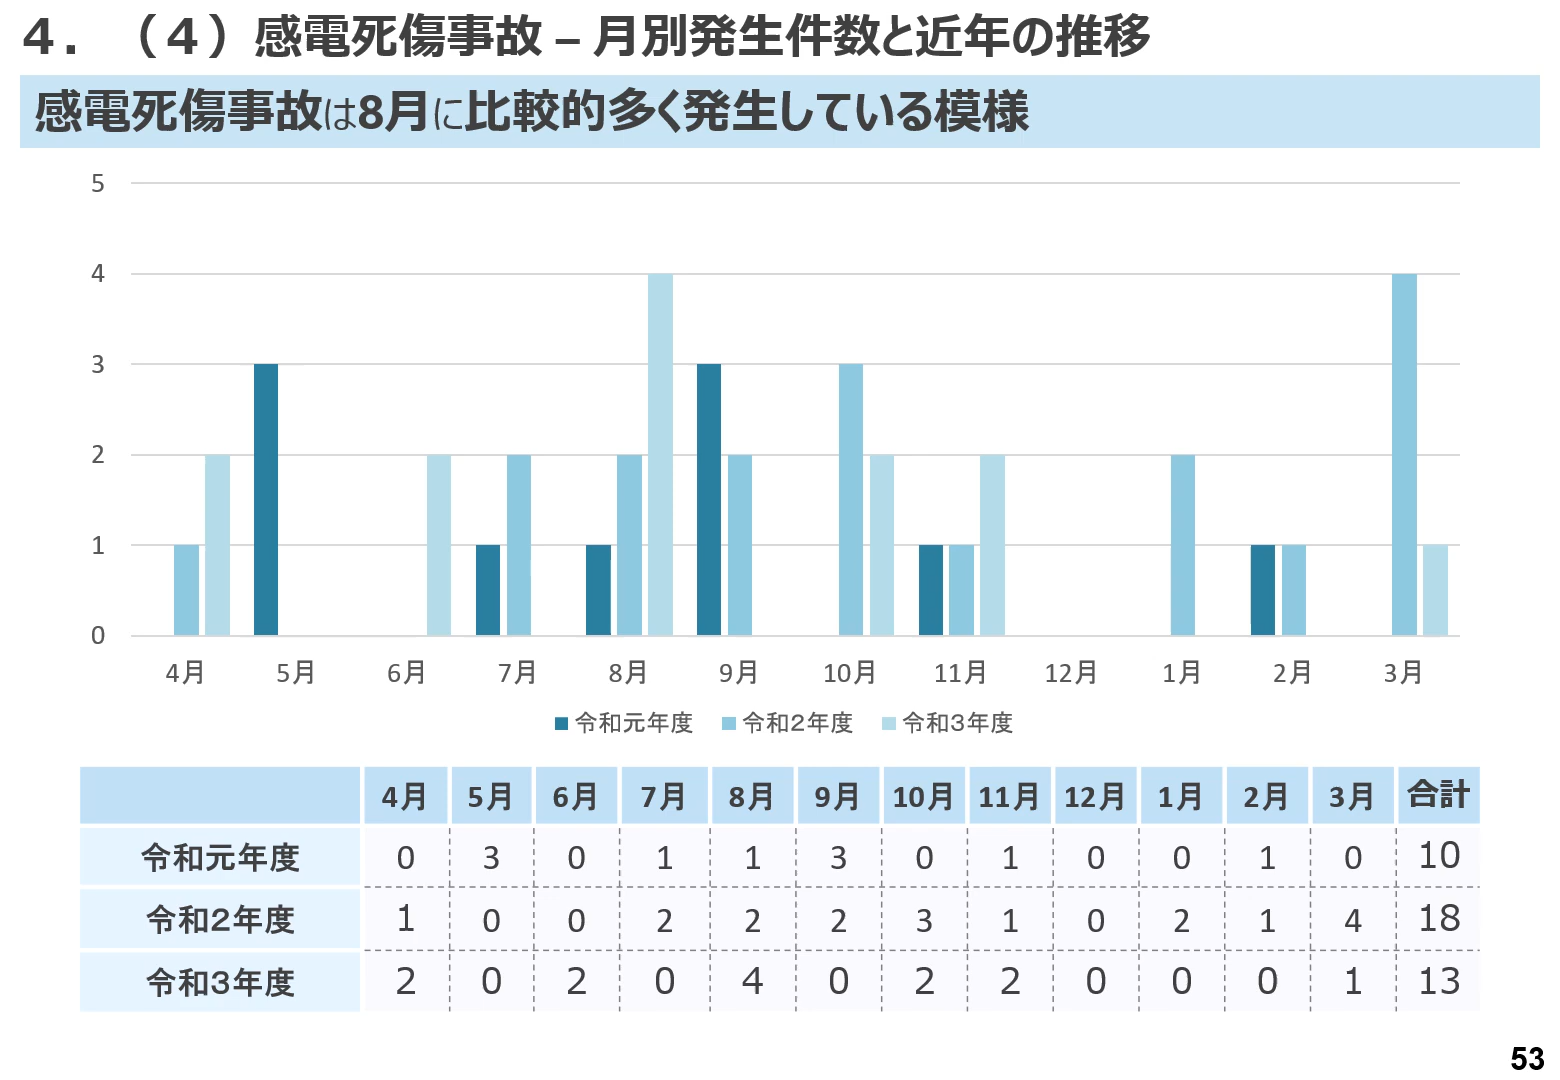 ４．（４）感電死傷事故 – 月別発生件数と近年の推移
感電死傷事故は8月に比較的多く発生している模様
5
4
3
2
1
0
4月 5月 6月 7月 8月 9月 10月 11月 12月 1月 2月 3月
令和元年度 令和２年度 令和３年度
4月 5月 6月 7月 8月 9月 10月 11月 12月 1月 2月 3月 合計
令和元年度 0 3 0 1 1 3 0 1 0 0 1 0 10
令和２年度 1 0 0 2 2 2 3 1 0 2 1 4 18
令和３年度 2 0 2 0 4 0 2 2 0 0 0 1 13
53